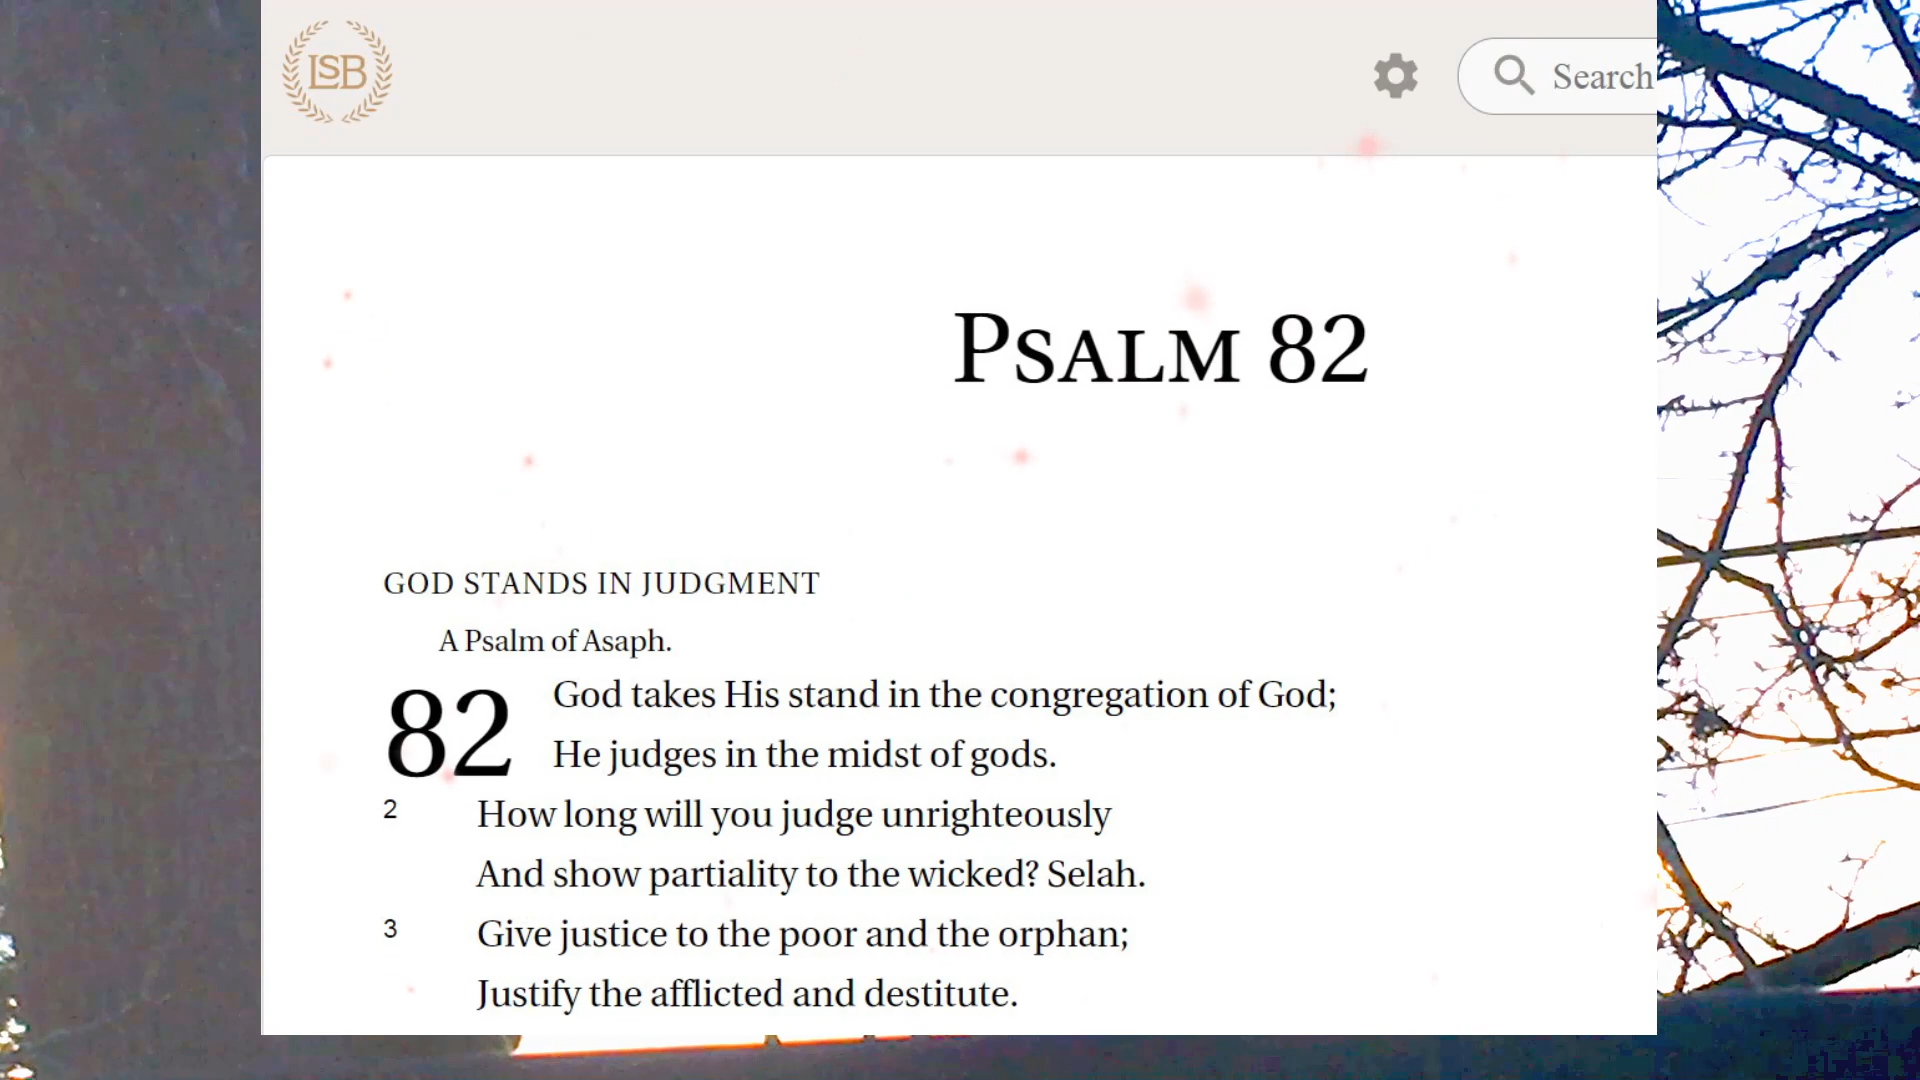 LSB
Search
PSALM 82
GOD STANDS IN JUDGMENT
A Psalm of Asaph.
82 God takes His stand in the congregation of God;
He judges in the midst of gods.
2 How long will you judge unrighteously
And show partiality to the wicked? Selah.
3 Give justice to the poor and the orphan;
Justify the afflicted and destitute.